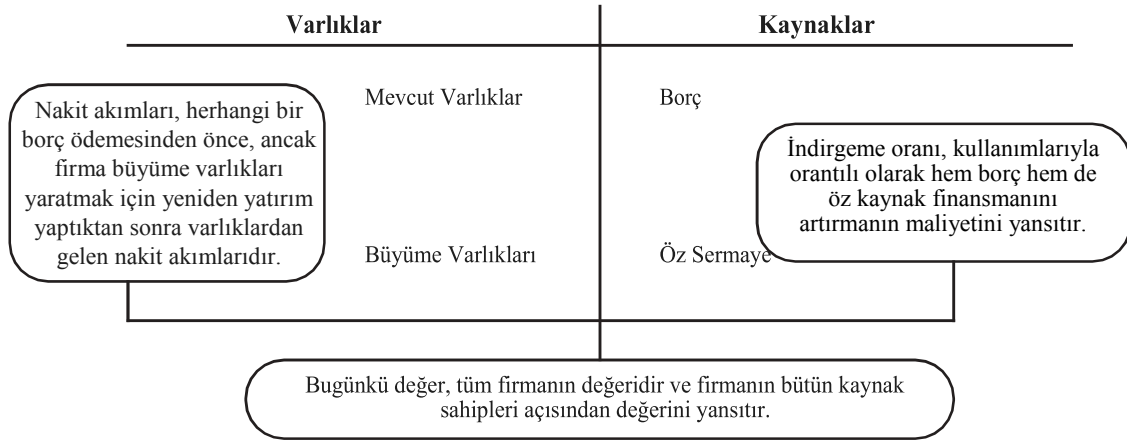 Varlıklar
Kaynaklar
Mevcut Varlıklar
Borç
Nakit akımları, herhangi bir
borç ödemesinden önce, ancak
firma büyüme varlıkları
yaratmak için yeniden yatırım
yaptıktan sonra varlıklardan
gelen nakit akımlarıdır.
İndirgeme oranı, kullanımlarıyla
orantılı olarak hem borç hem de
öz kaynak finansmanını
artırmanın maliyetini yansıtır.
Büyüme Varlıkları
Öz Sermaye
Bugünkü değer, tüm firmanın değeridir ve firmanın bütün kaynak
sahipleri açısından değerini yansıtır.